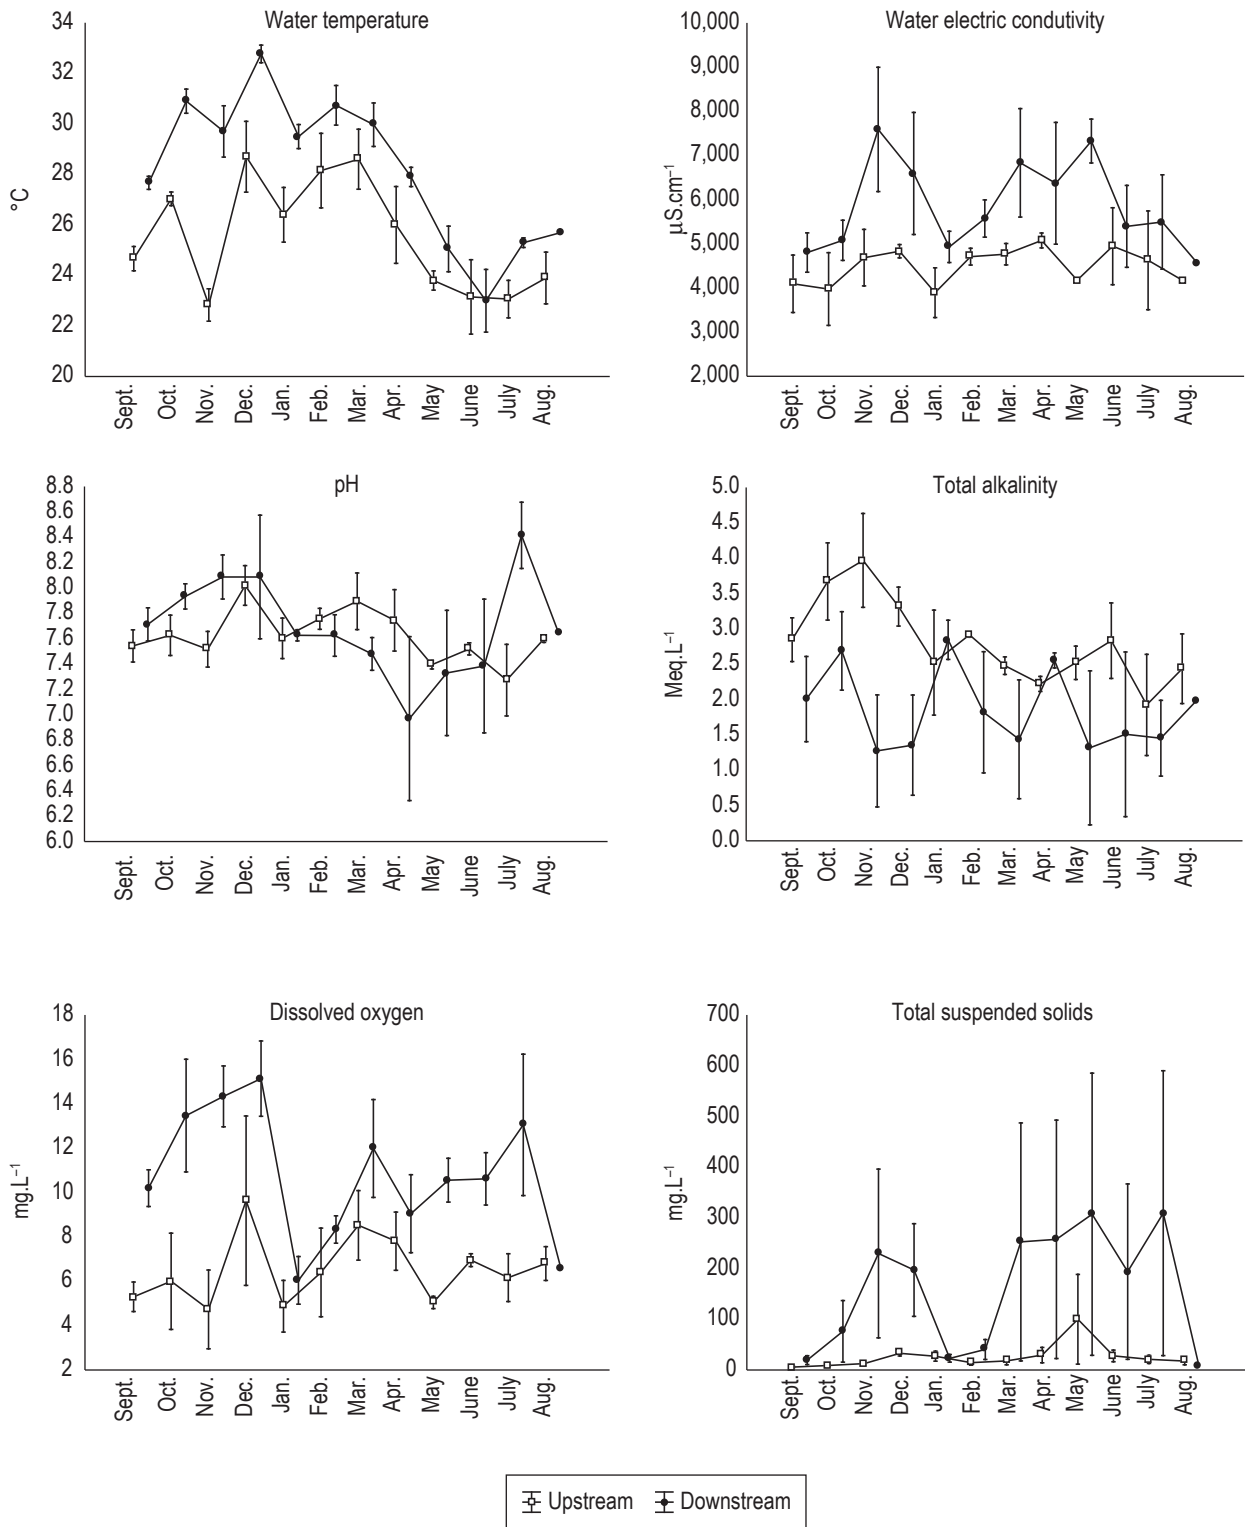 Water temperature
34
32
30
28
26
24
22
20
°C
Sept.
Oct.
Nov.
Dec.
Jan.
Feb.
Mar.
Apr.
May
June
July
Aug.
Water electric condutivity
10,000
9,000
8,000
7,000
6,000
5,000
4,000
3,000
2,000
µS.cm⁻¹
Sept.
Oct.
Nov.
Dec.
Jan.
Feb.
Mar.
Apr.
May
June
July
Aug.
pH
8.8
8.6
8.4
8.2
8.0
7.8
7.6
7.4
7.2
7.0
6.8
6.6
6.4
6.2
6.0
Sept.
Oct.
Nov.
Dec.
Jan.
Feb.
Mar.
Apr.
May
June
July
Aug.
Total alkalinity
5.0
4.5
4.0
3.5
3.0
2.5
2.0
1.5
1.0
0.5
0.0
Meq.L⁻¹
Sept.
Oct.
Nov.
Dec.
Jan.
Feb.
Mar.
Apr.
May
June
July
Aug.
Dissolved oxygen
18
16
14
12
10
8
6
4
2
mg.L⁻¹
Sept.
Oct.
Nov.
Dec.
Jan.
Feb.
Mar.
Apr.
May
June
July
Aug.
Total suspended solids
700
600
500
400
300
200
100
0
mg.L⁻¹
Sept.
Oct.
Nov.
Dec.
Jan.
Feb.
Mar.
Apr.
May
June
July
Aug.
Upstream Downstream